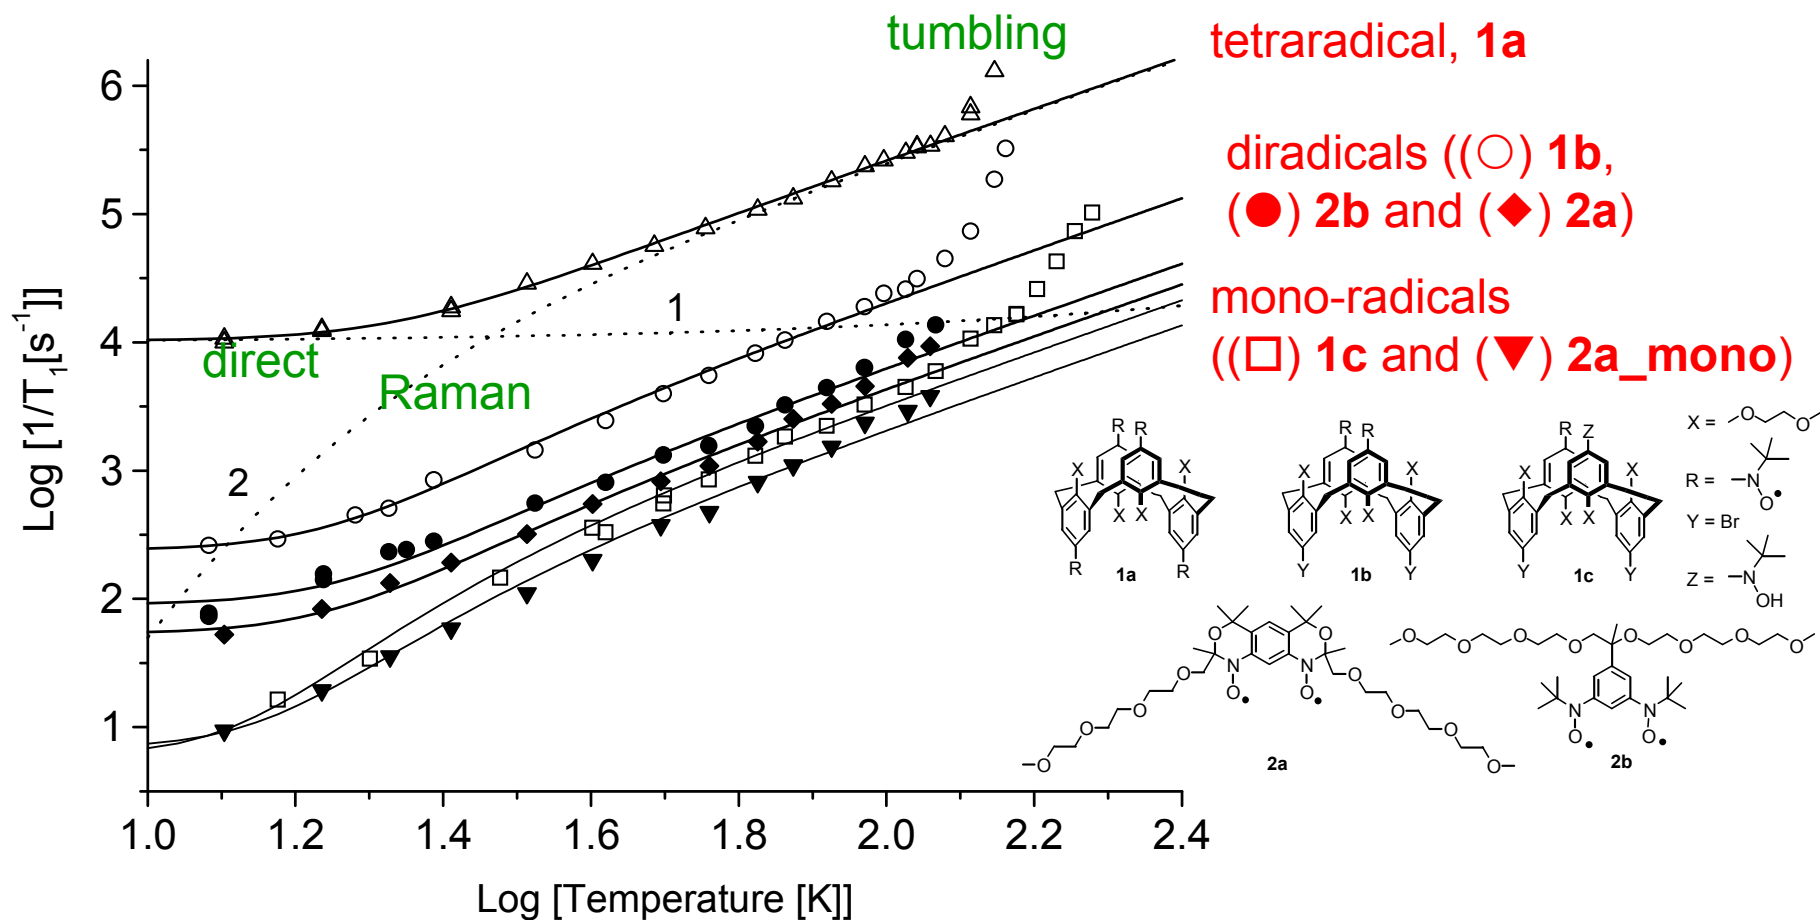 tumbling
tetraradical, 1a
diradicals ((○) 1b,
(●) 2b and (◆) 2a)
mono-radicals
((□) 1c and (▼) 2a_mono)
Log [1/T1[s-1]]
6
5
4
3
2
1
1
2
direct
Raman
1.0 1.2 1.4 1.6 1.8 2.0 2.2 2.4
Log [Temperature [K]]
R R
X X
X X
R R
1a
R R
X X
X X
Y Y
1b
R Z
X X
X X
Y Y
1c
X = O O
R = N O•
Y = Br
Z = N OH
O O
N N
O• O•
O O
O O
O O
O O
2a
O O O O O O O O
N N
O• O•
2b